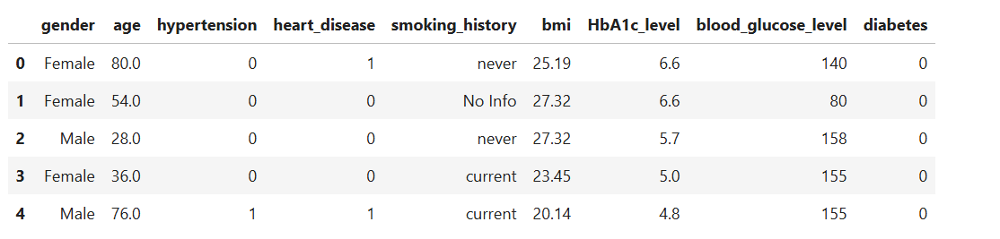 gender age hypertension heart_disease smoking_history bmi HbA1c_level blood_glucose_level diabetes
0 Female 80.0 0 1 never 25.19 6.6 140 0
1 Female 54.0 0 0 No Info 27.32 6.6 80 0
2 Male 28.0 0 0 never 27.32 5.7 158 0
3 Female 36.0 0 0 current 23.45 5.0 155 0
4 Male 76.0 1 1 current 20.14 4.8 155 0